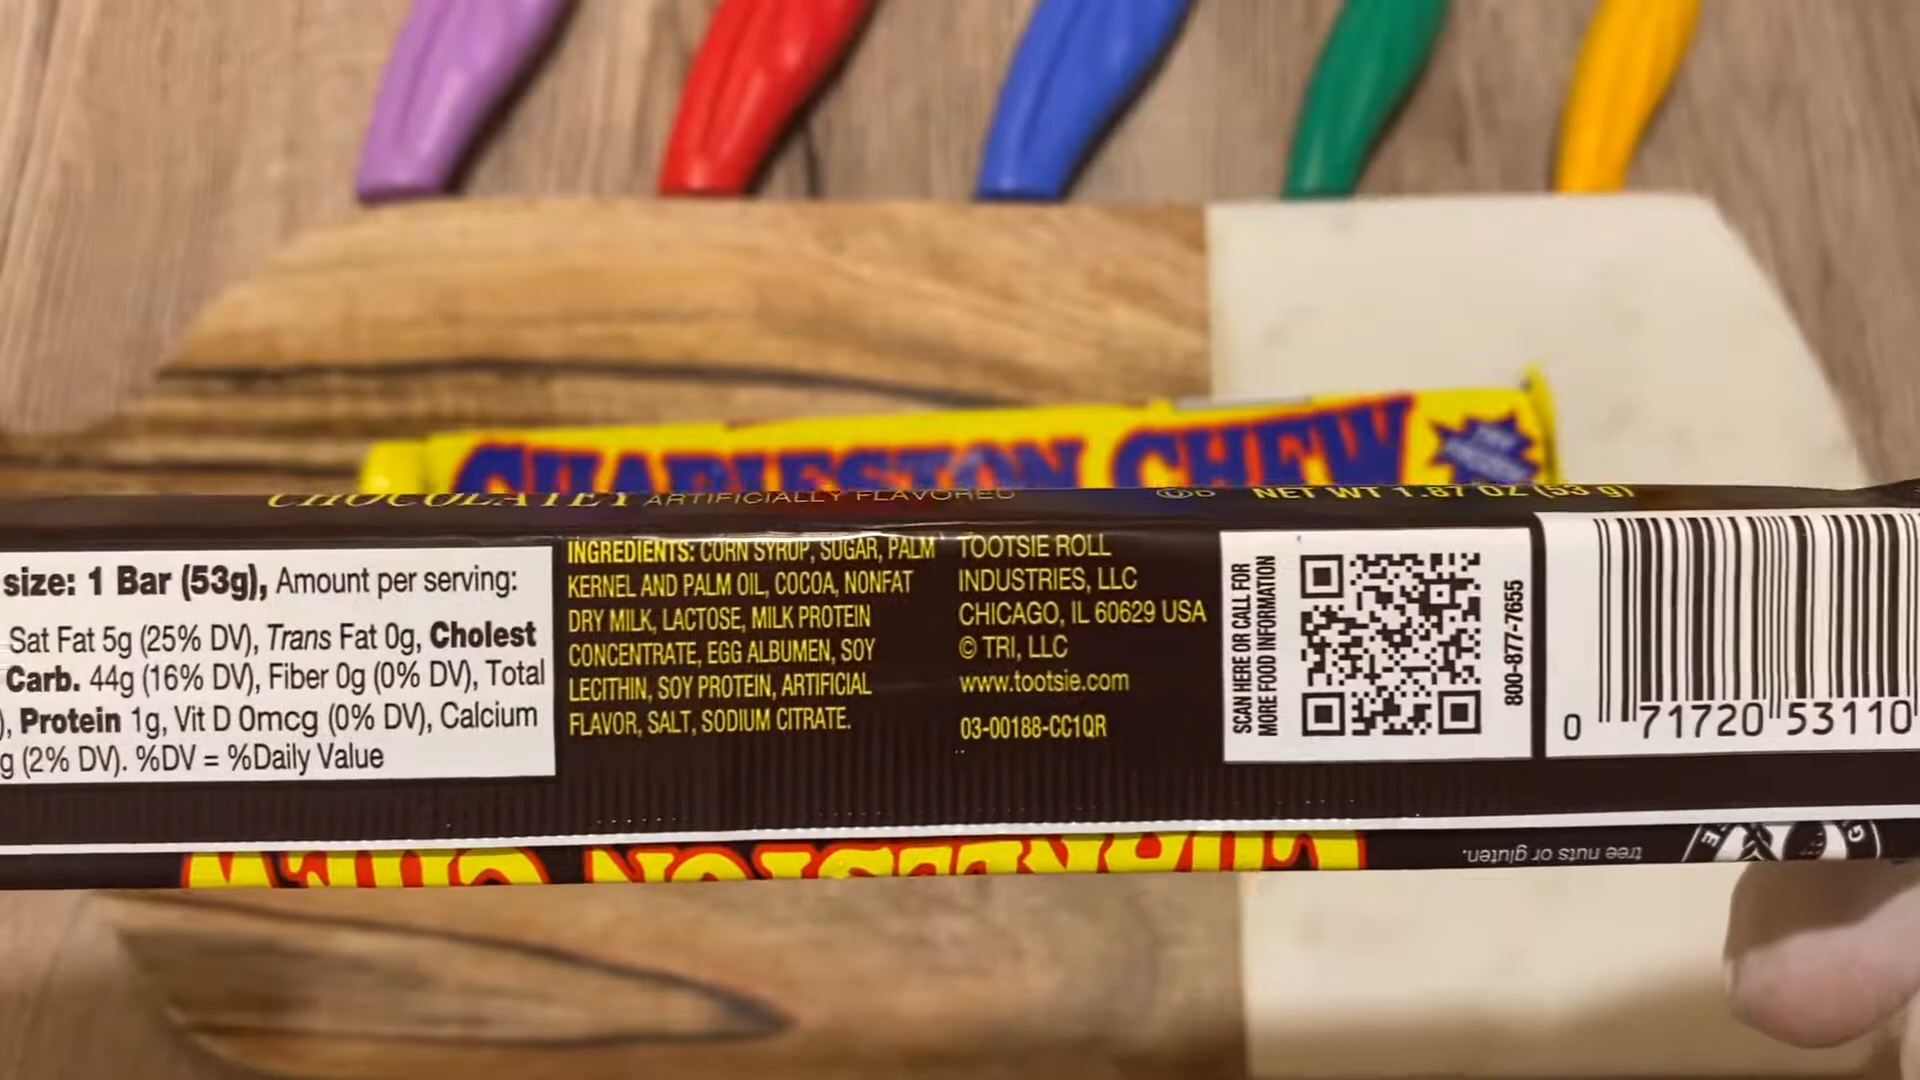 CHARLESTON CHEW
CHOCOLATEY ARTIFICIALLY FLAVORED
NET WT 1.87 OZ (53 g)
size: 1 Bar (53g), Amount per serving:
Sat Fat 5g (25% DV), Trans Fat 0g, Cholest
Carb. 44g (16% DV), Fiber 0g (0% DV), Total
), Protein 1g, Vit D 0mcg (0% DV), Calcium
g (2% DV). %DV = %Daily Value
INGREDIENTS: CORN SYRUP, SUGAR, PALM
KERNEL AND PALM OIL, COCOA, NONFAT
DRY MILK, LACTOSE, MILK PROTEIN
CONCENTRATE, EGG ALBUMEN, SOY
LECITHIN, SOY PROTEIN, ARTIFICIAL
FLAVOR, SALT, SODIUM CITRATE.
TOOTSIE ROLL
INDUSTRIES, LLC
CHICAGO, IL 60629 USA
© TRI, LLC
www.tootsie.com
03-00188-CC1QR
SCAN HERE OR CALL FOR
MORE FOOD INFORMATION
800-877-7655
0 71720 53110
CHARLESTON CHEW
tree nuts or gluten.